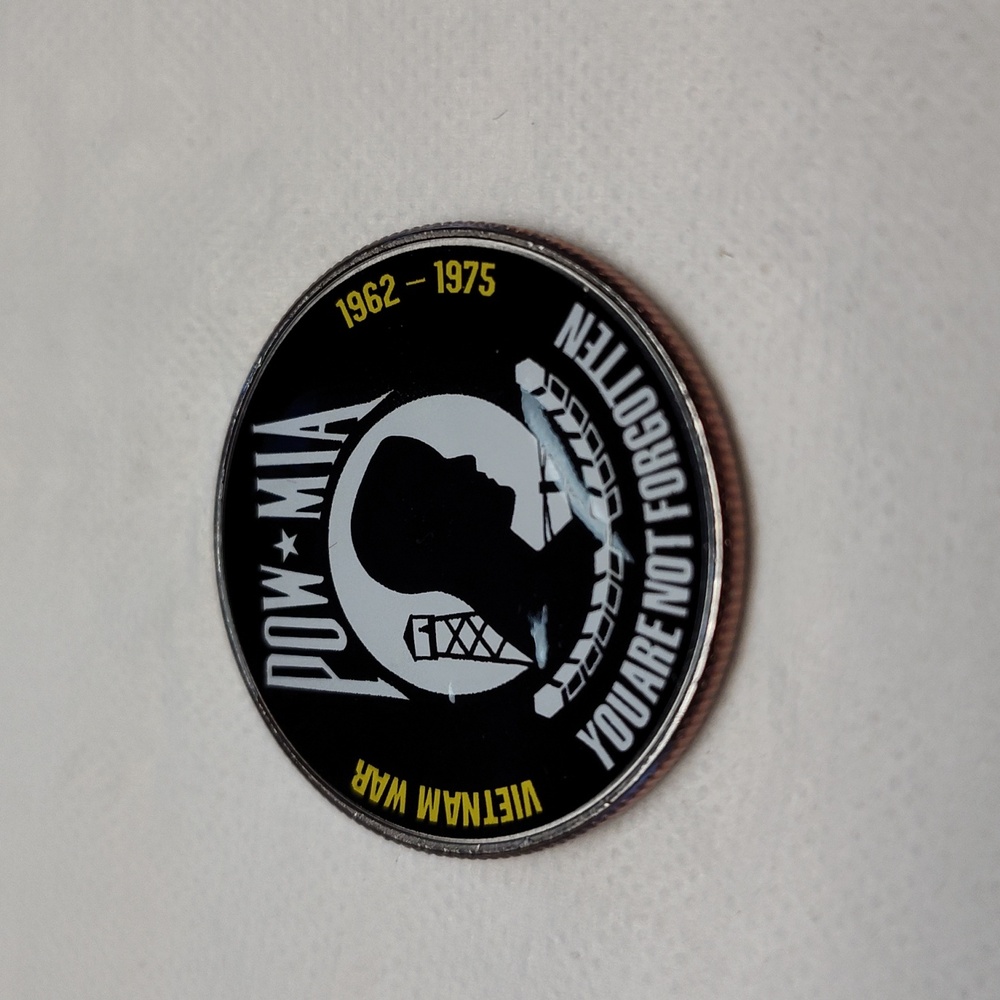 POW★MIA
VIETNAM WAR
1962 – 1975
YOU ARE NOT FORGOTTEN